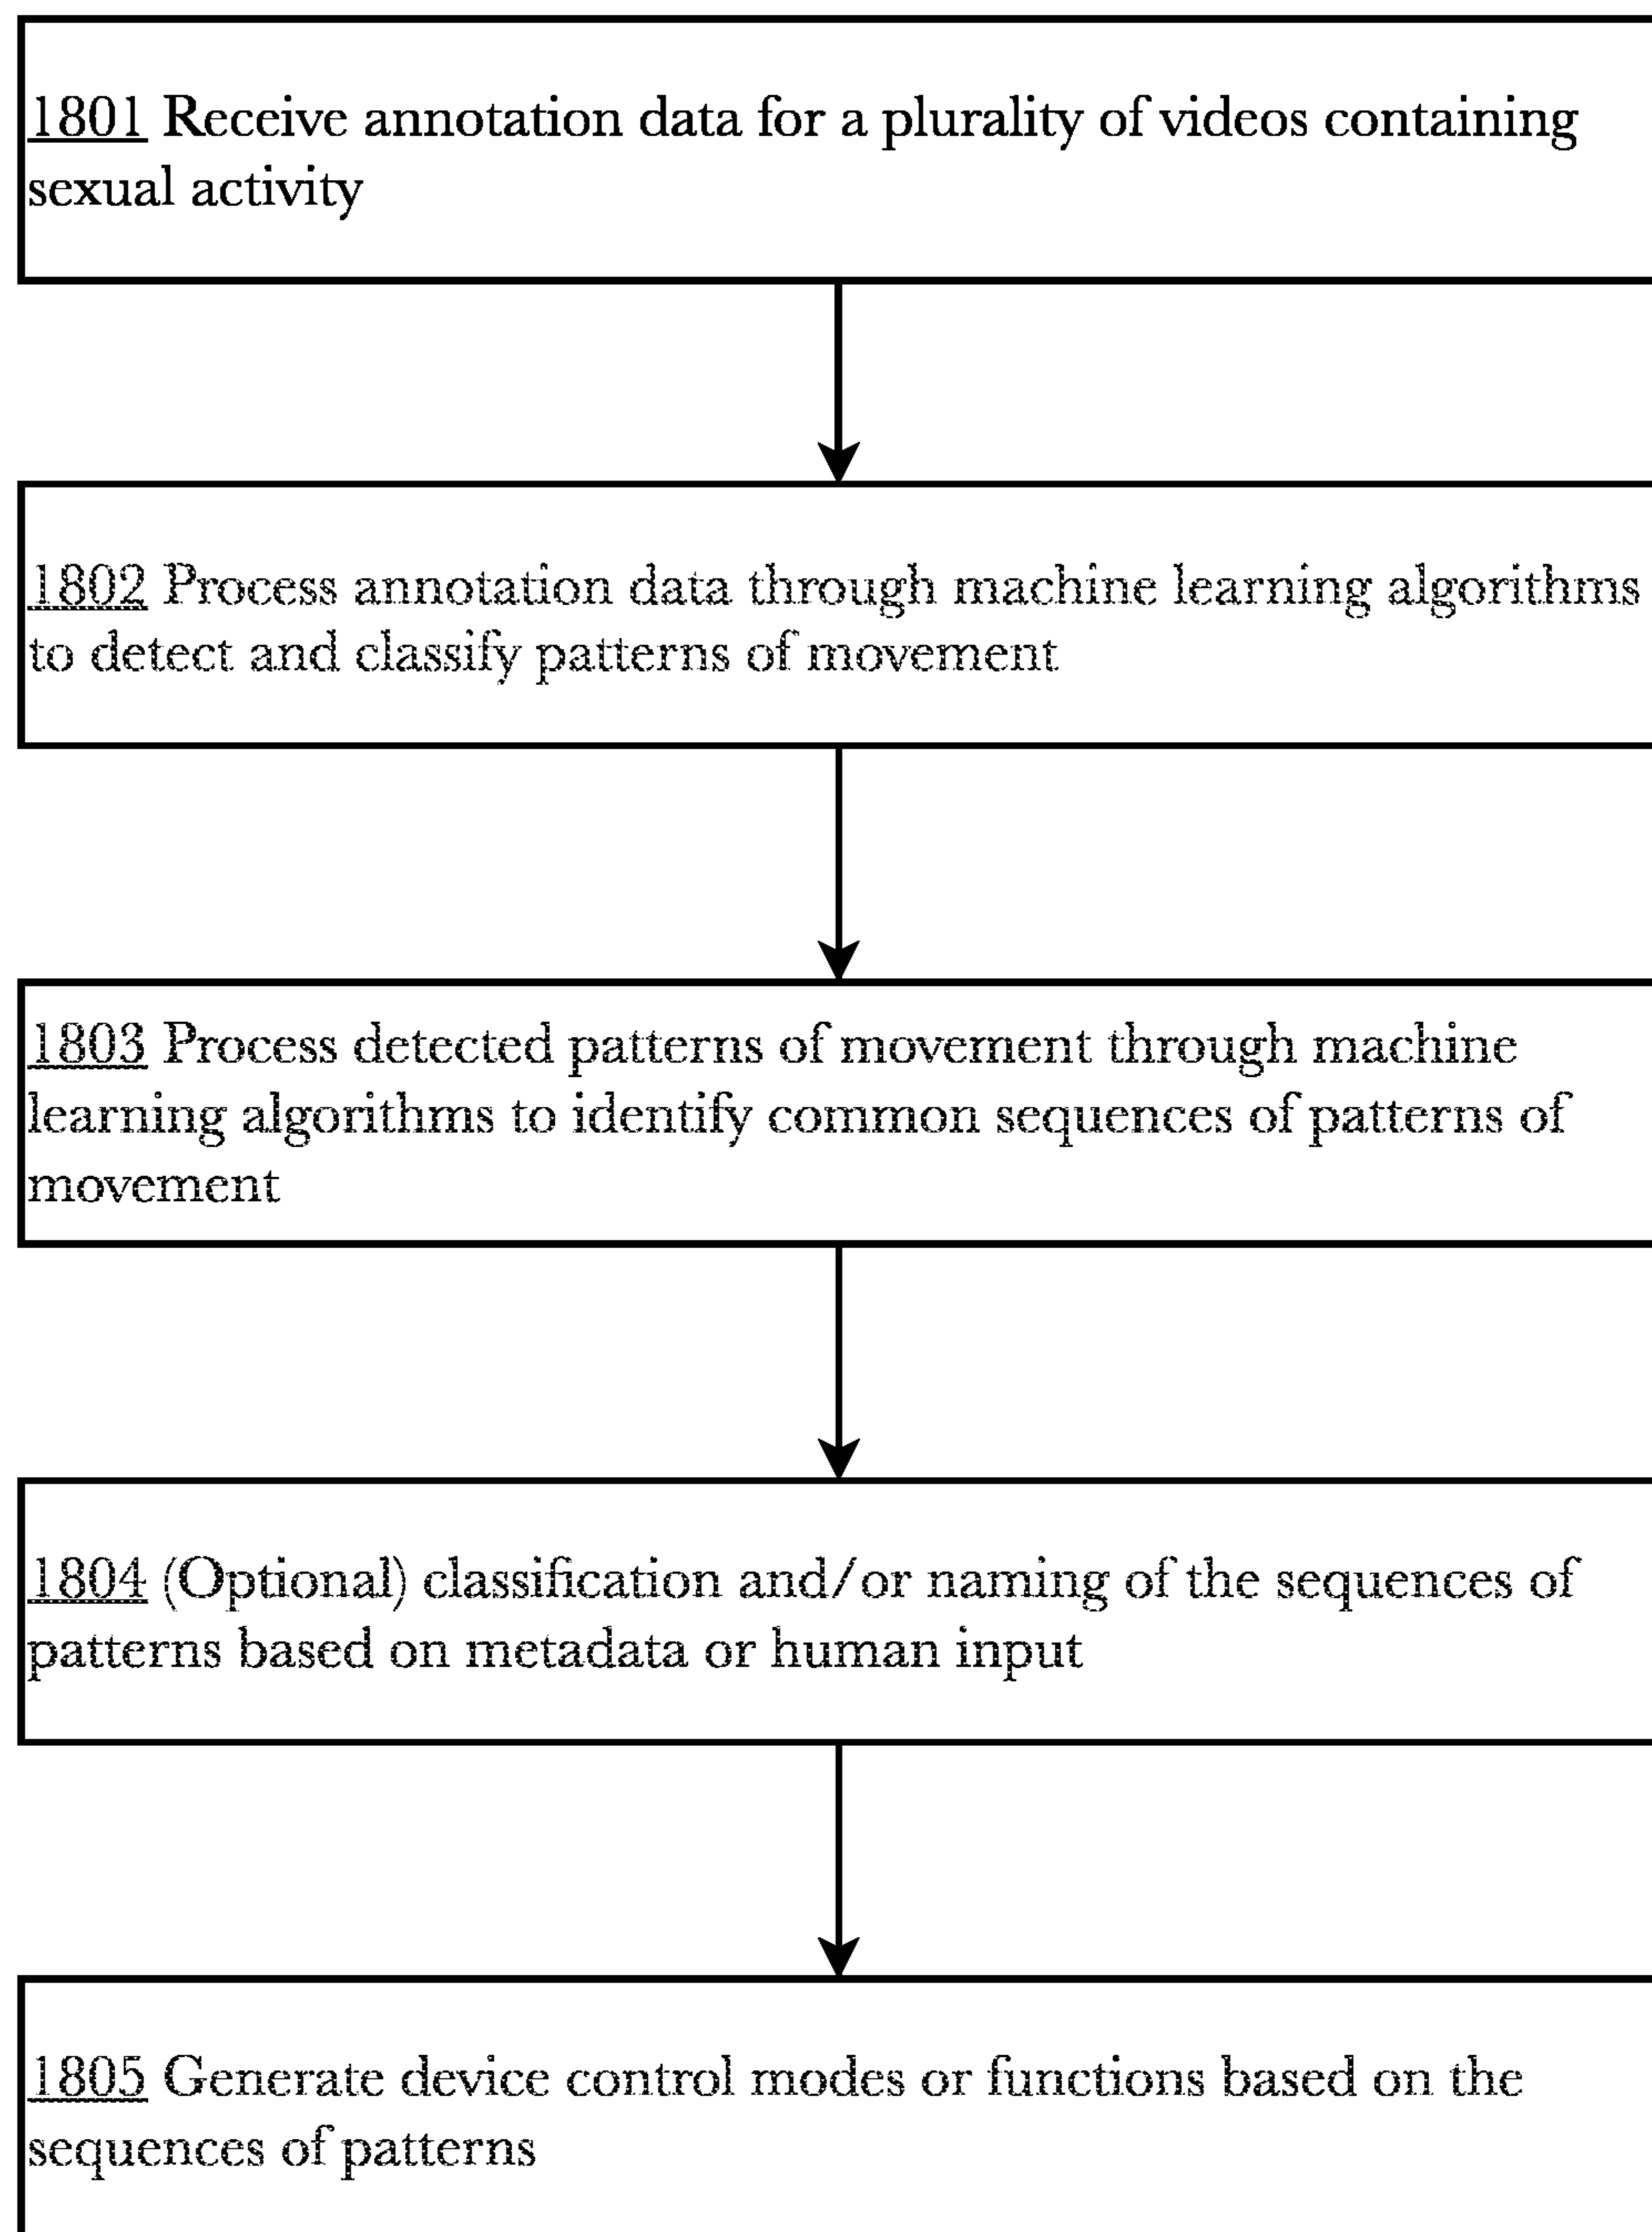 1801 Receive annotation data for a plurality of videos containing
sexual activity
1802 Process annotation data through machine learning algorithms
to detect and classify patterns of movement
1803 Process detected patterns of movement through machine
learning algorithms to identify common sequences of patterns of
movement
1804 (Optional) classification and/or naming of the sequences of
patterns based on metadata or human input
1805 Generate device control modes or functions based on the
sequences of patterns